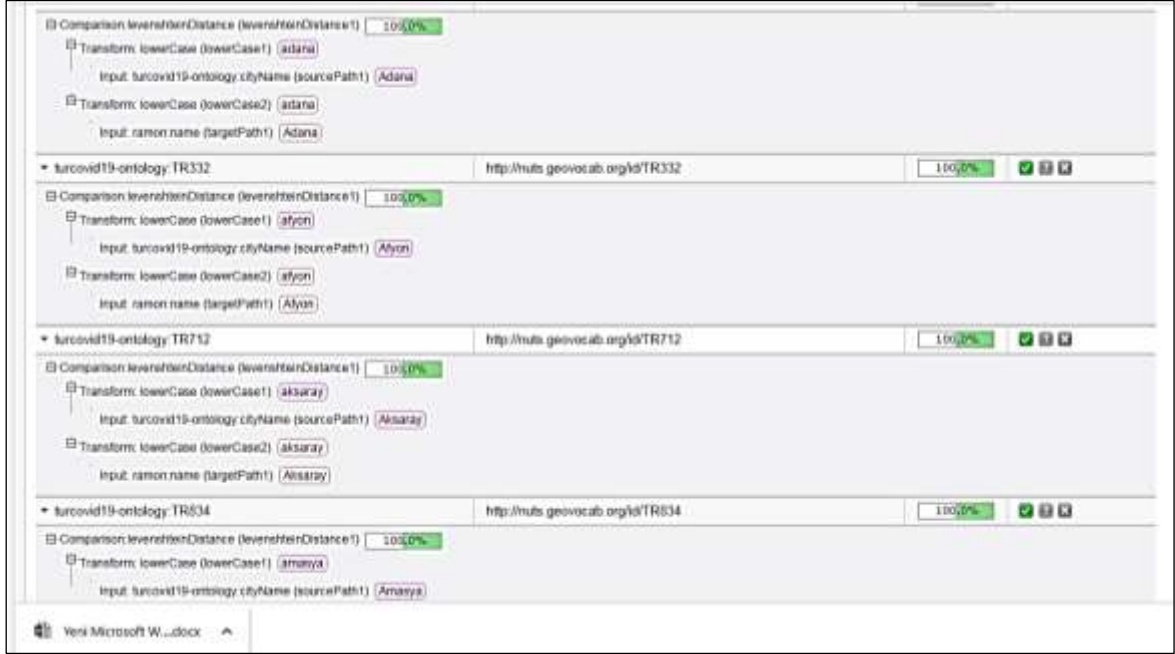 Comparison: levenshteinDistance (levenshteinDistance1) 100,0%
Transform: lowerCase (lowerCase1) adana
Input: turcovid19-ontology:cityName (sourcePath1) Adana
Transform: lowerCase (lowerCase2) adana
Input: ramon:name (targetPath1) Adana
turcovid19-ontology:TR332 http://nuts.geovocab.org/id/TR332 100,0%
Comparison: levenshteinDistance (levenshteinDistance1) 100,0%
Transform: lowerCase (lowerCase1) afyon
Input: turcovid19-ontology:cityName (sourcePath1) Afyon
Transform: lowerCase (lowerCase2) afyon
Input: ramon:name (targetPath1) Afyon
turcovid19-ontology:TR712 http://nuts.geovocab.org/id/TR712 100,0%
Comparison: levenshteinDistance (levenshteinDistance1) 100,0%
Transform: lowerCase (lowerCase1) aksaray
Input: turcovid19-ontology:cityName (sourcePath1) Aksaray
Transform: lowerCase (lowerCase2) aksaray
Input: ramon:name (targetPath1) Aksaray
turcovid19-ontology:TR834 http://nuts.geovocab.org/id/TR834 100,0%
Comparison: levenshteinDistance (levenshteinDistance1) 100,0%
Transform: lowerCase (lowerCase1) amasya
Input: turcovid19-ontology:cityName (sourcePath1) Amasya
Yeni Microsoft W....docx